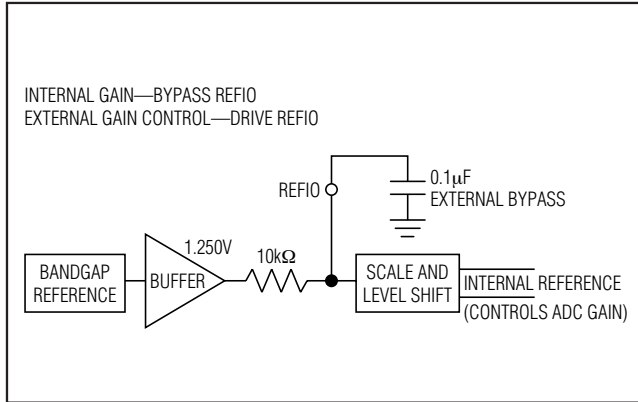 INTERNAL GAIN—BYPASS REFIO
EXTERNAL GAIN CONTROL—DRIVE REFIO
REFIO
0.1μF
EXTERNAL BYPASS
1.250V
10kΩ
BANDGAP
REFERENCE
BUFFER
SCALE AND
LEVEL SHIFT
INTERNAL REFERENCE
(CONTROLS ADC GAIN)